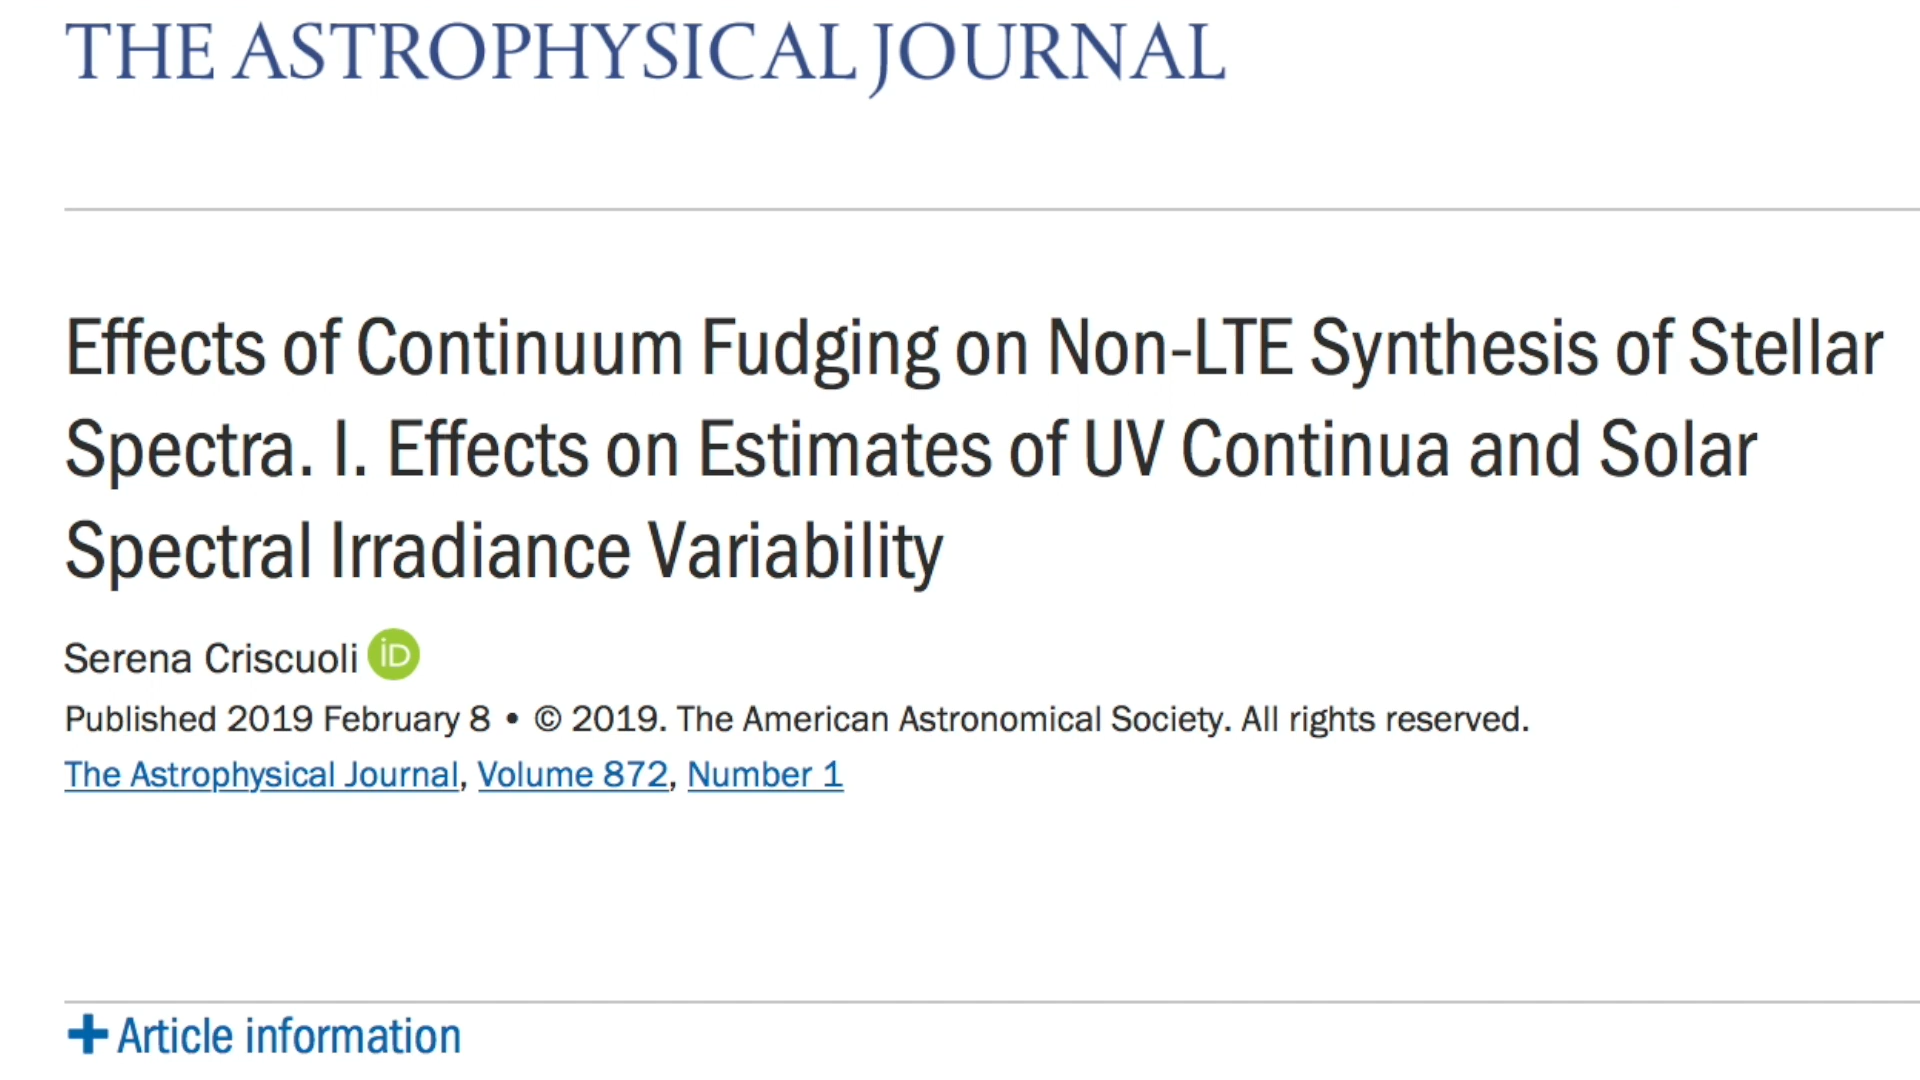 THE ASTROPHYSICAL JOURNAL
Effects of Continuum Fudging on Non-LTE Synthesis of Stellar
Spectra. I. Effects on Estimates of UV Continua and Solar
Spectral Irradiance Variability
Serena Criscuoli iD
Published 2019 February 8 • © 2019. The American Astronomical Society. All rights reserved.
The Astrophysical Journal, Volume 872, Number 1
+ Article information